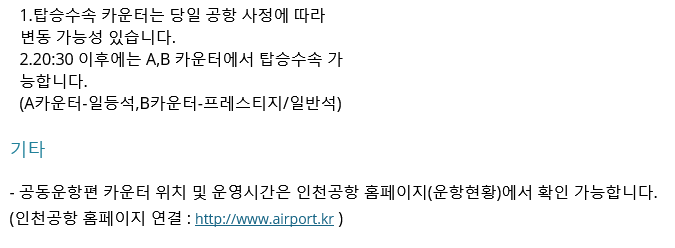 1.탑승수속 카운터는 당일 공항 사정에 따라
변동 가능성 있습니다.
2.20:30 이후에는 A,B 카운터에서 탑승수속 가
능합니다.
(A카운터-일등석,B카운터-프레스티지/일반석)
기타
- 공동운항편 카운터 위치 및 운영시간은 인천공항 홈페이지(운항현황)에서 확인 가능합니다.
(인천공항 홈페이지 연결 : http://www.airport.kr )